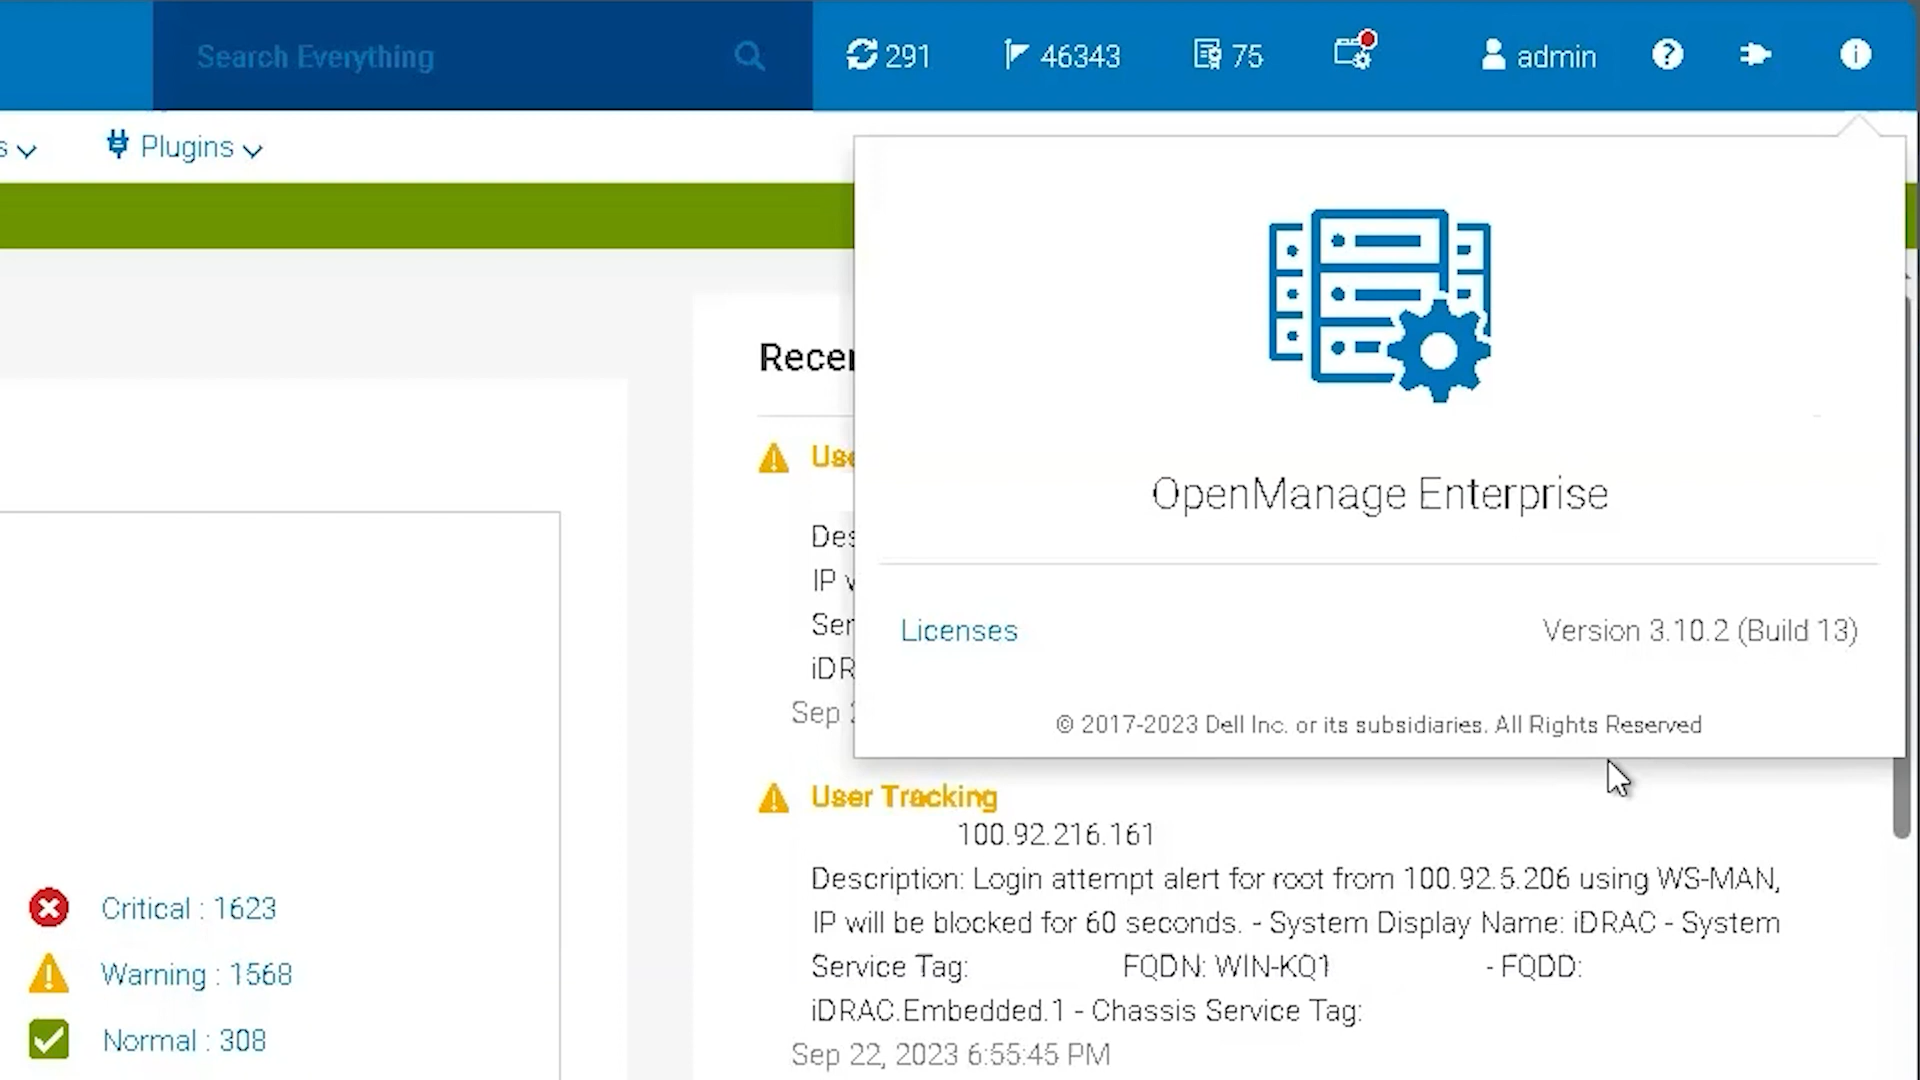 Search Everything
291
46343
75
admin
s
Plugins
Recer
Use
Des
IP v
Ser
iDR
Sep 2
OpenManage Enterprise
Licenses
Version 3.10.2 (Build 13)
© 2017-2023 Dell Inc. or its subsidiaries. All Rights Reserved
User Tracking
100.92.216.161
Description: Login attempt alert for root from 100.92.5.206 using WS-MAN,
IP will be blocked for 60 seconds. - System Display Name: iDRAC - System
Service Tag: FQDN: WIN-KQ1 - FQDD:
iDRAC.Embedded.1 - Chassis Service Tag:
Sep 22, 2023 6:55:45 PM
Critical : 1623
Warning : 1568
Normal : 308